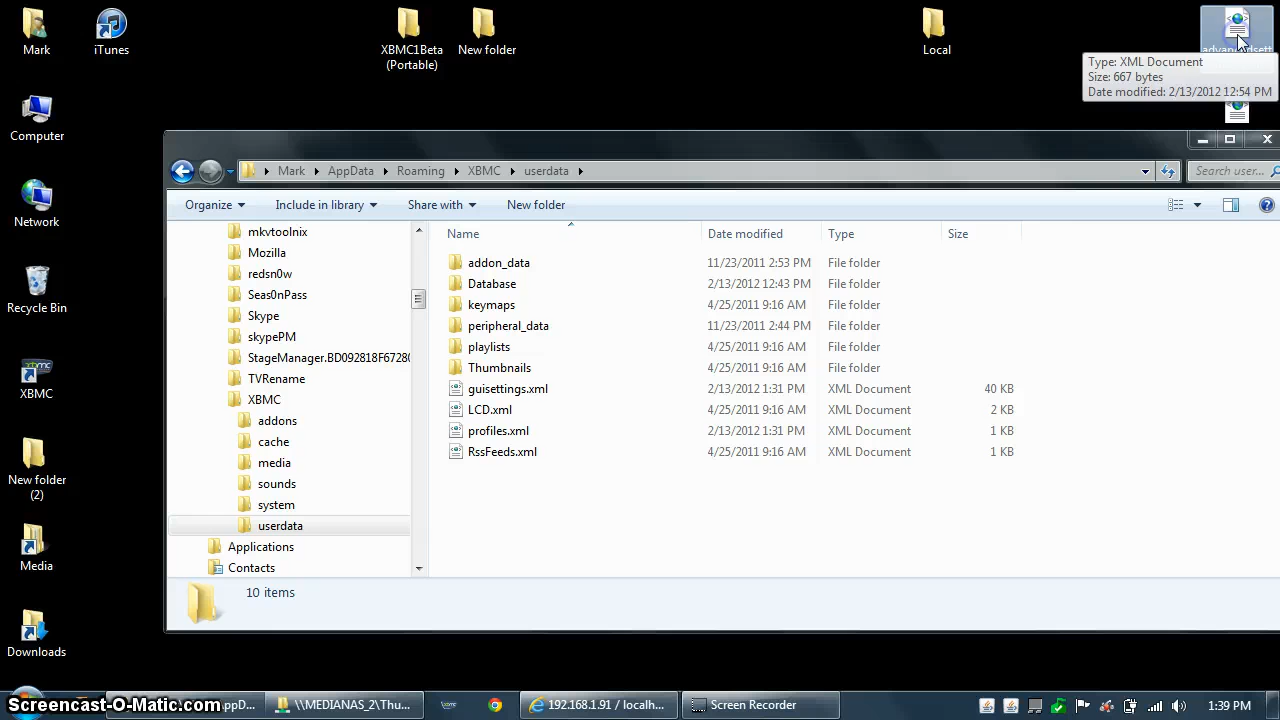 Mark
iTunes
XBMC1Beta
(Portable)
New folder
Local
advancedsett
Type: XML Document
Size: 667 bytes
Date modified: 2/13/2012 12:54 PM
Computer
Network
Recycle Bin
XBMC
New folder
(2)
Media
Downloads
Mark
AppData
Roaming
XBMC
userdata
Search user...
Organize
Include in library
Share with
New folder
mkvtoolnix
Mozilla
redsn0w
Seas0nPass
Skype
skypePM
StageManager.BD092818F67280
TVRename
XBMC
addons
cache
media
sounds
system
userdata
Applications
Contacts
Name Date modified Type Size
addon_data 11/23/2011 2:53 PM File folder
Database 2/13/2012 12:43 PM File folder
keymaps 4/25/2011 9:16 AM File folder
peripheral_data 11/23/2011 2:44 PM File folder
playlists 4/25/2011 9:16 AM File folder
Thumbnails 4/25/2011 9:16 AM File folder
guisettings.xml 2/13/2012 1:31 PM XML Document 40 KB
LCD.xml 4/25/2011 9:16 AM XML Document 2 KB
profiles.xml 2/13/2012 1:31 PM XML Document 1 KB
RssFeeds.xml 4/25/2011 9:16 AM XML Document 1 KB
10 items
Screencast-O-Matic.com
AppD...
\\MEDIANAS_2\Thu...
192.168.1.91 / localh...
Screen Recorder
1:39 PM